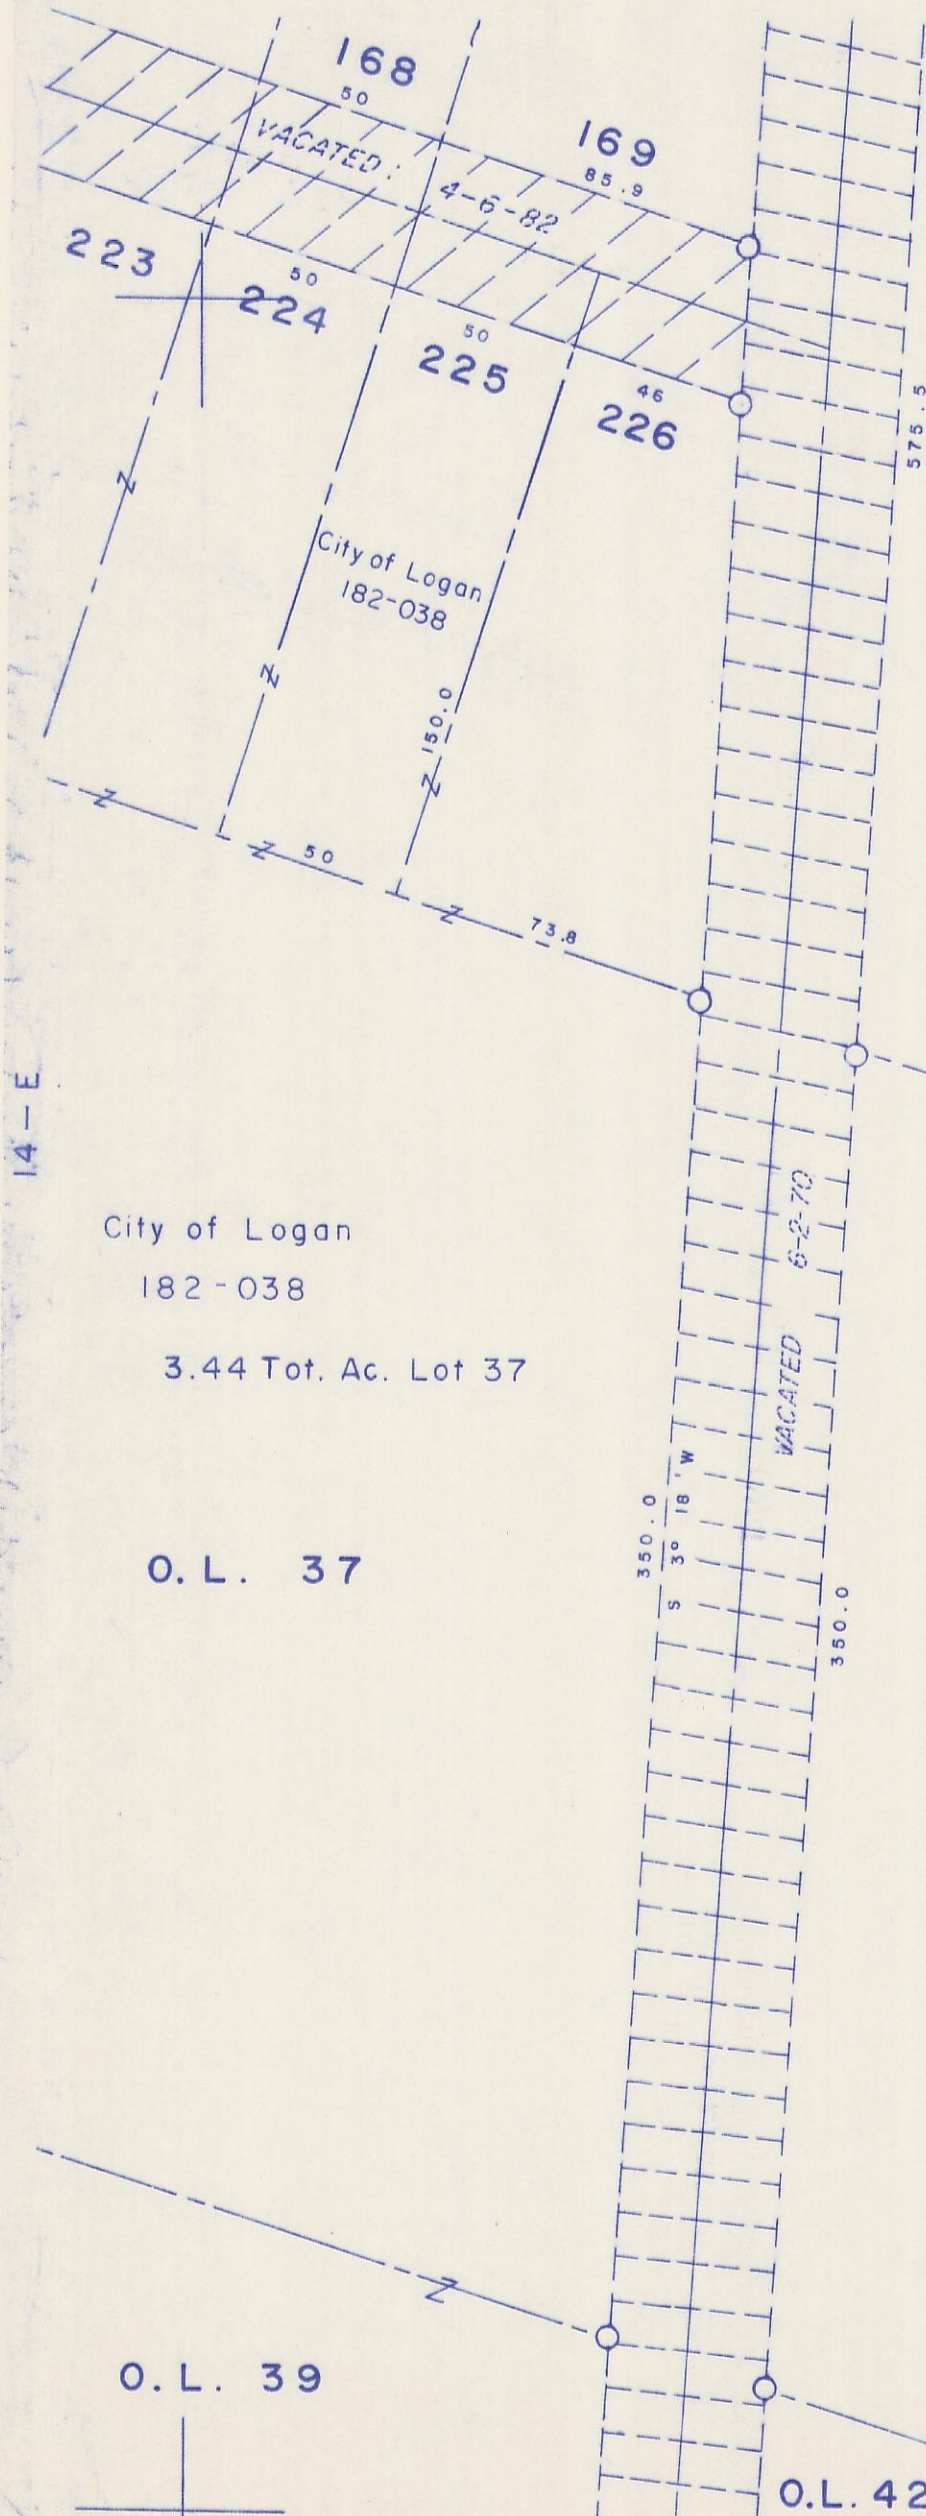 168
50
169
85.9
VACATED:
4-6-82
223
50
224
50
225
46
226
575.5
City of Logan
182-038
150.0
50
73.8
14-E
6-2-70
VACATED
City of Logan
182-038
3.44 Tot. Ac. Lot 37
350.0
S 3° 18' W
350.0
O.L. 37
O.L. 39
O.L. 42